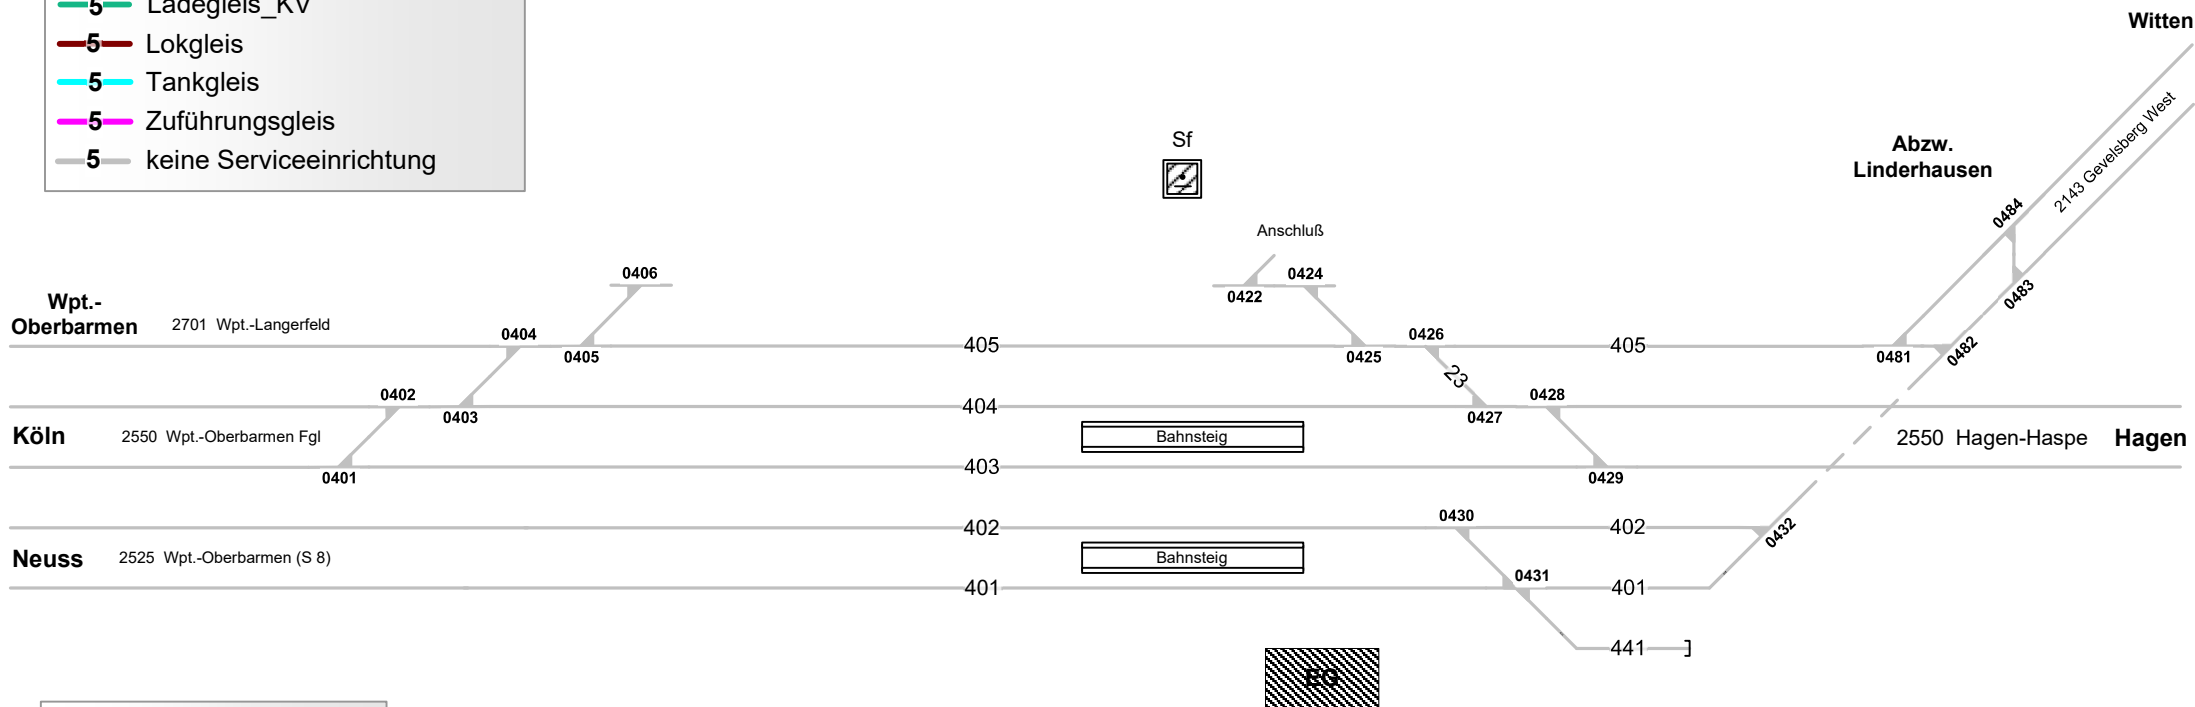 5 Ladegleis_KV
5 Lokgleis
5 Tankgleis
5 Zuführungsgleis
5 keine Serviceeinrichtung
Witten
Sf
Abzw.
Linderhausen
2143 Gevelsberg West
Anschluß
0484
0406
0424
0422
0483
Wpt.-
Oberbarmen
2701 Wpt.-Langerfeld
0404
0405
405
0425
0426
405
0481
0482
23
0402
0403
404
0427
0428
Köln
2550 Wpt.-Oberbarmen Fgl
Bahnsteig
2550 Hagen-Haspe
Hagen
0401
403
0429
402
0430
402
0432
Neuss
2525 Wpt.-Oberbarmen (S 8)
Bahnsteig
401
0431
401
441
EG